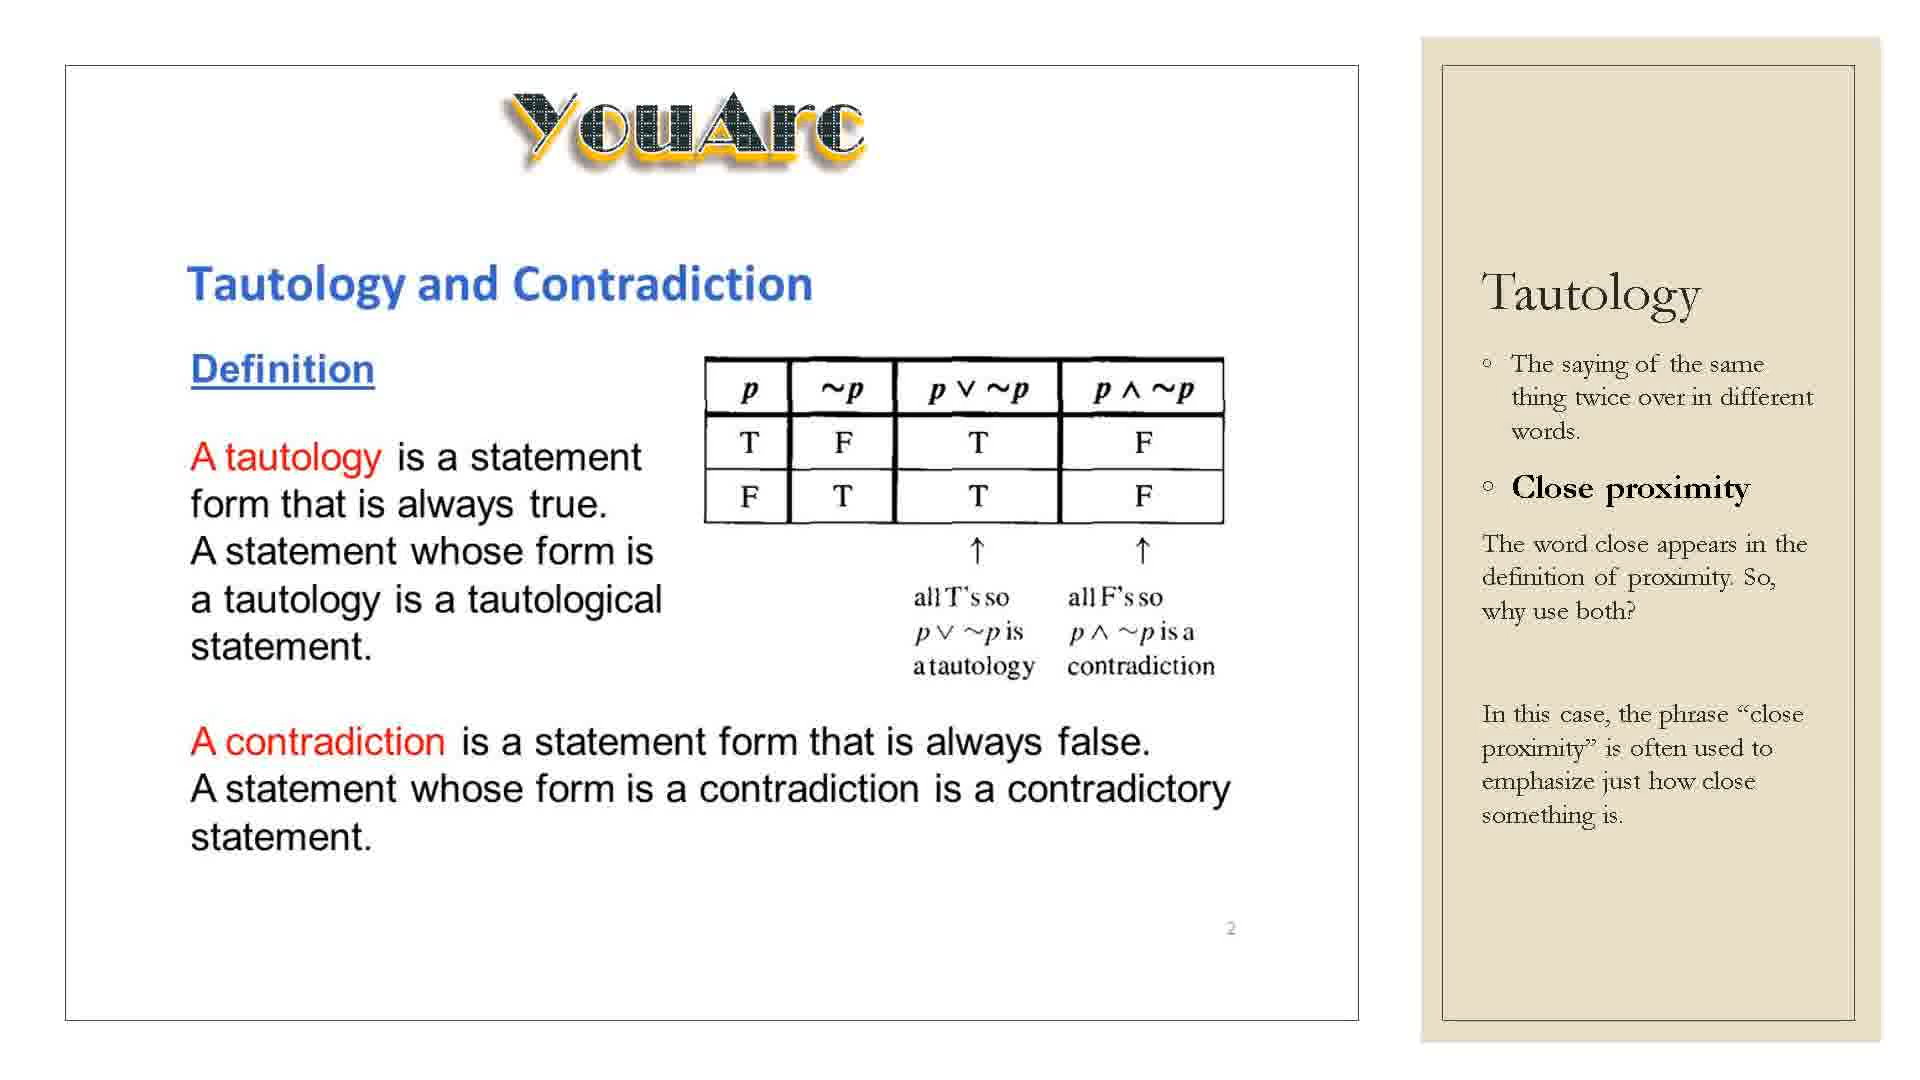 YouArc
Tautology and Contradiction
Definition
A tautology is a statement
form that is always true.
A statement whose form is
a tautology is a tautological
statement.
p ~p p ∨ ~p p ∧ ~p
T F T F
F T T F
↑ ↑
all T's so all F's so
p ∨ ~p is p ∧ ~p is a
a tautology contradiction
A contradiction is a statement form that is always false.
A statement whose form is a contradiction is a contradictory
statement.
2
Tautology
◦ The saying of the same
thing twice over in different
words.
◦ Close proximity
The word close appears in the
definition of proximity. So,
why use both?
In this case, the phrase “close
proximity” is often used to
emphasize just how close
something is.